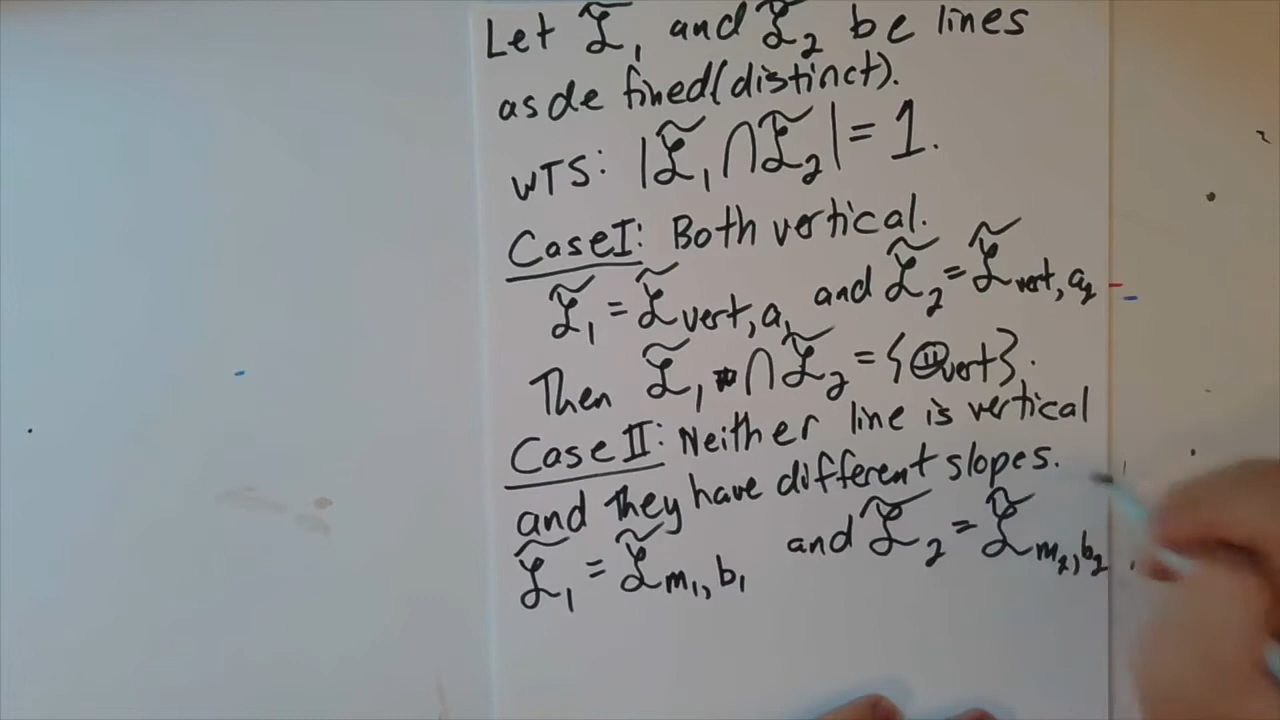 Let ℒ̃₁ and ℒ̃₂ be lines
as defined (distinct).
WTS: |ℒ̃₁ ∩ ℒ̃₂| = 1.
Case I: Both vertical.
ℒ̃₁ = ℒ̃vert, a₁ and ℒ̃₂ = ℒ̃vert, a₂
Then ℒ̃₁ ∩ ℒ̃₂ = {☺vert}.
Case II: Neither line is vertical
and they have different slopes.
ℒ̃₁ = ℒ̃m₁, b₁ and ℒ̃₂ = ℒ̃m₂, b₂.